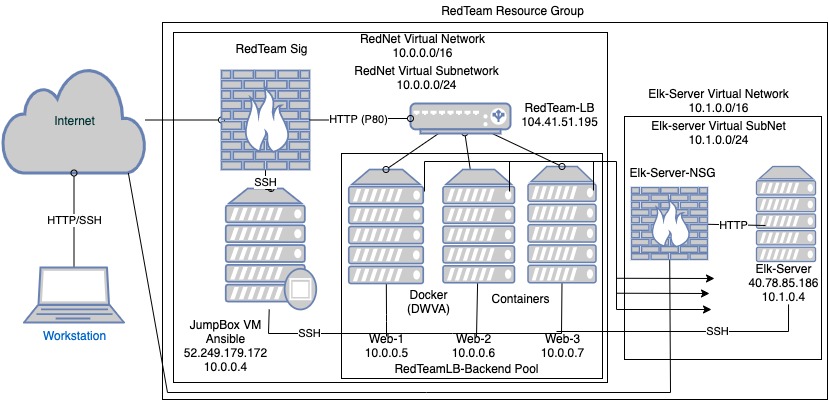 RedTeam Resource Group
RedNet Virtual Network
10.0.0.0/16
RedTeam Sig
RedNet Virtual Subnetwork
10.0.0.0/24
Elk-Server Virtual Network
10.1.0.0/16
Internet
HTTP (P80)
RedTeam-LB
104.41.51.195
Elk-server Virtual SubNet
10.1.0.0/24
SSH
Elk-Server-NSG
HTTP/SSH
HTTP
Elk-Server
40.78.85.186
10.1.0.4
Docker
(DWVA)
Containers
Workstation
JumpBox VM
Ansible
52.249.179.172
10.0.0.4
SSH
Web-1
10.0.0.5
Web-2
10.0.0.6
Web-3
10.0.0.7
SSH
RedTeamLB-Backend Pool